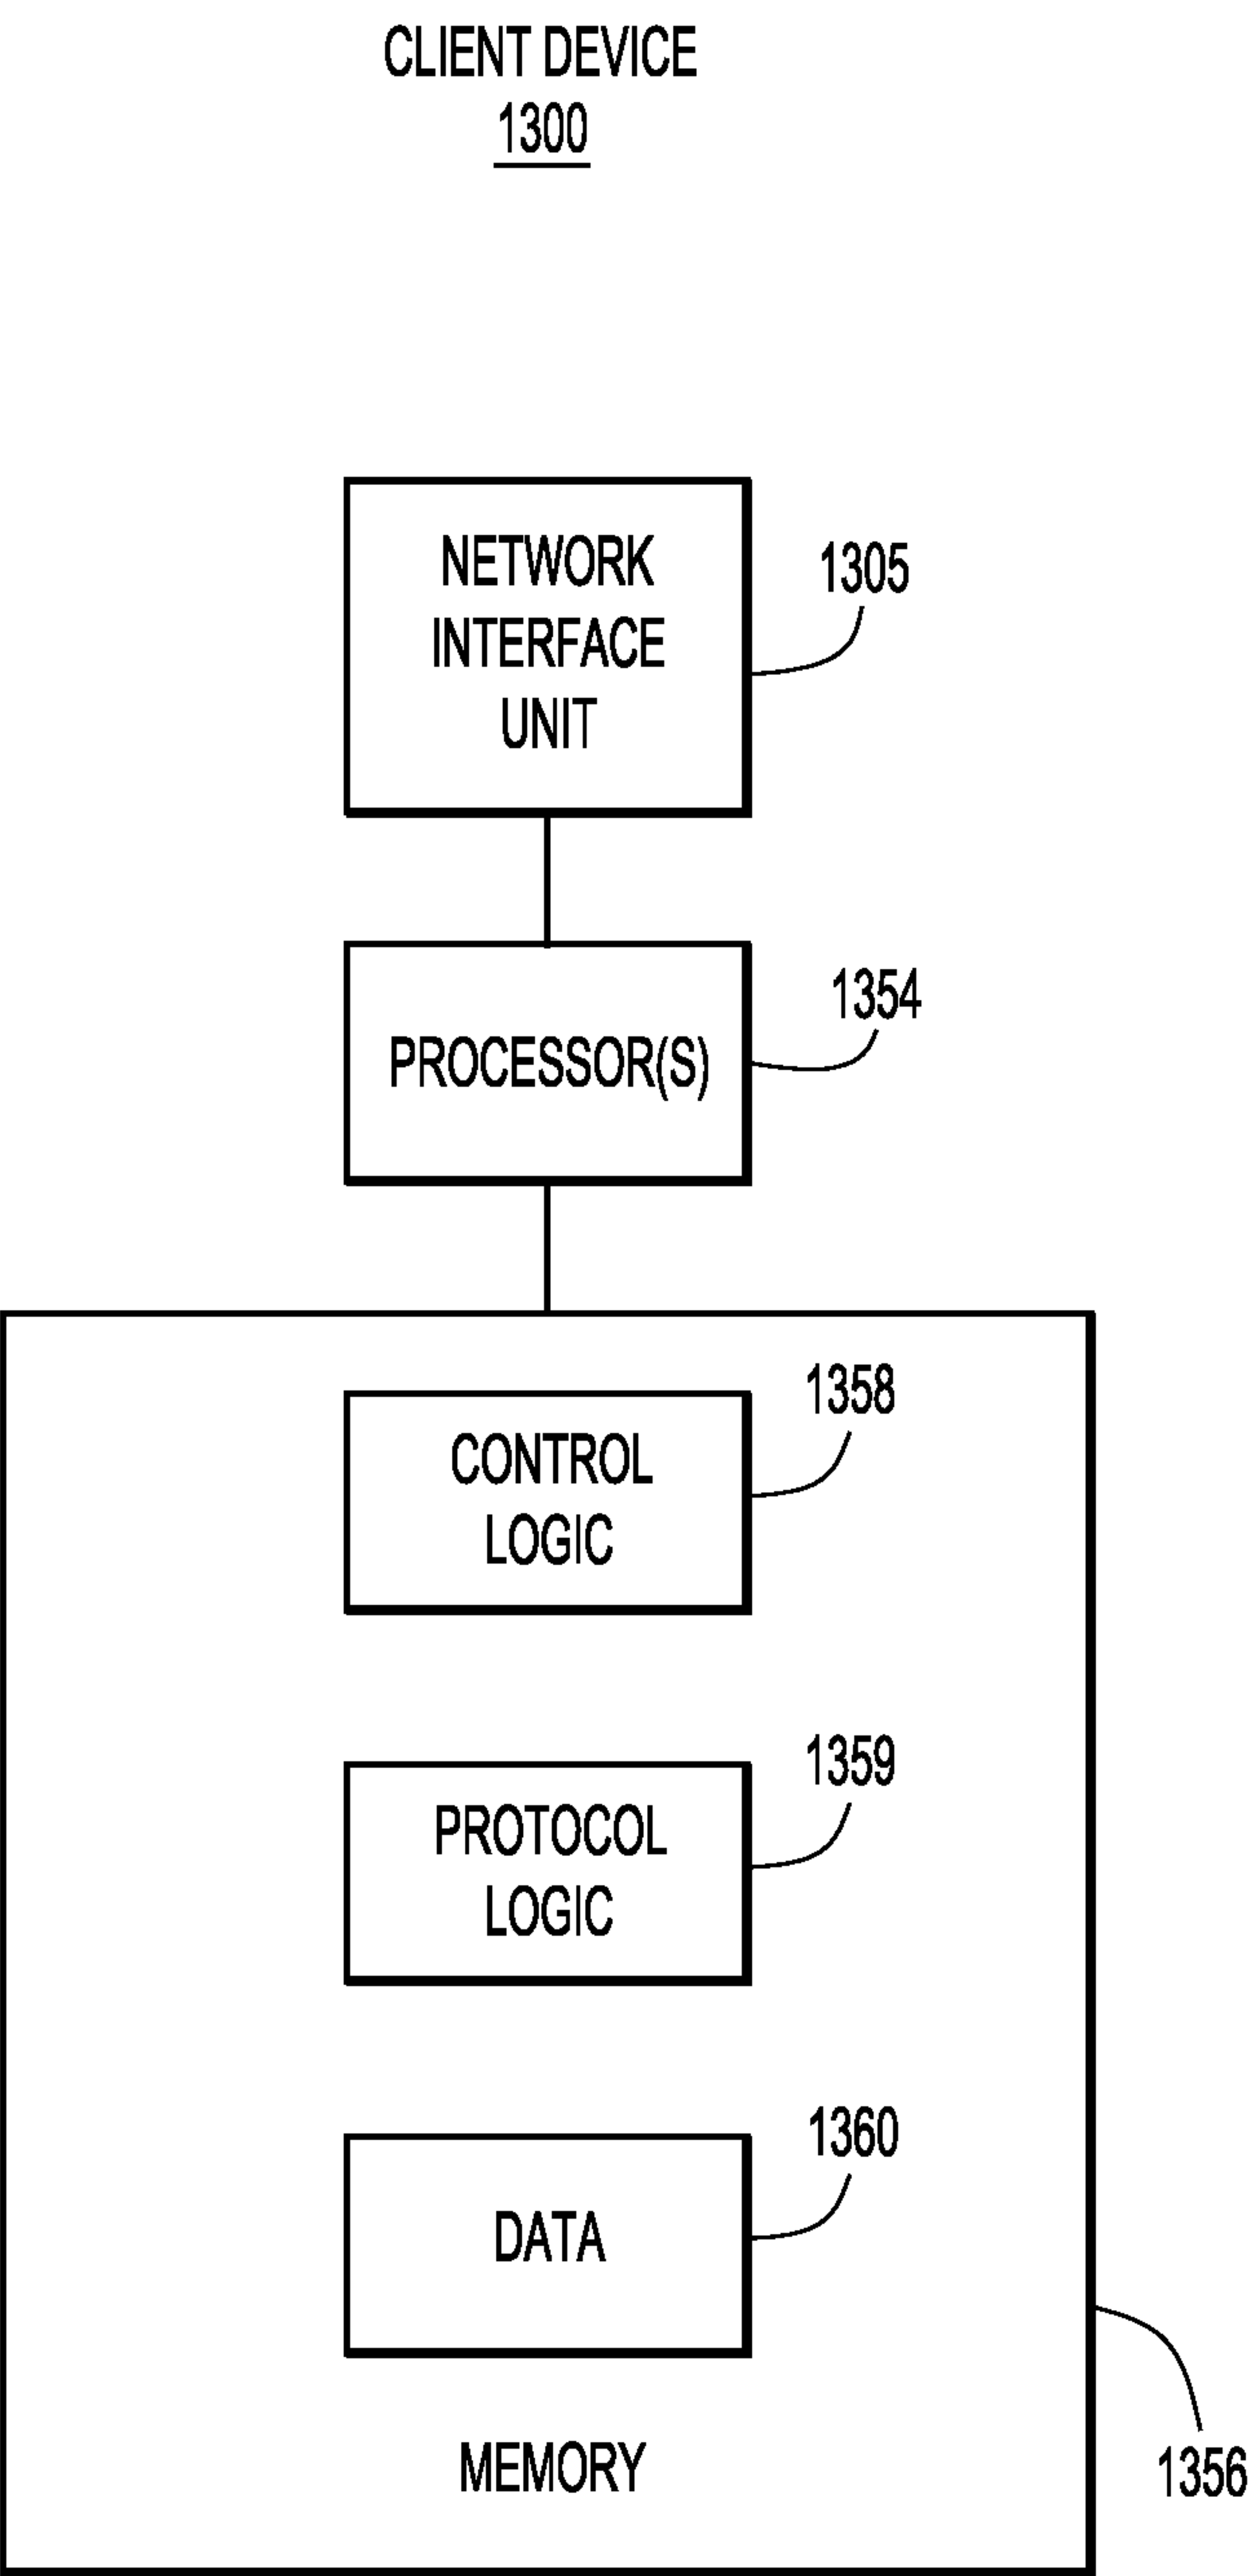 CLIENT DEVICE
1300
NETWORK
INTERFACE
UNIT
1305
PROCESSOR(S)
1354
CONTROL
LOGIC
1358
PROTOCOL
LOGIC
1359
DATA
1360
MEMORY
1356